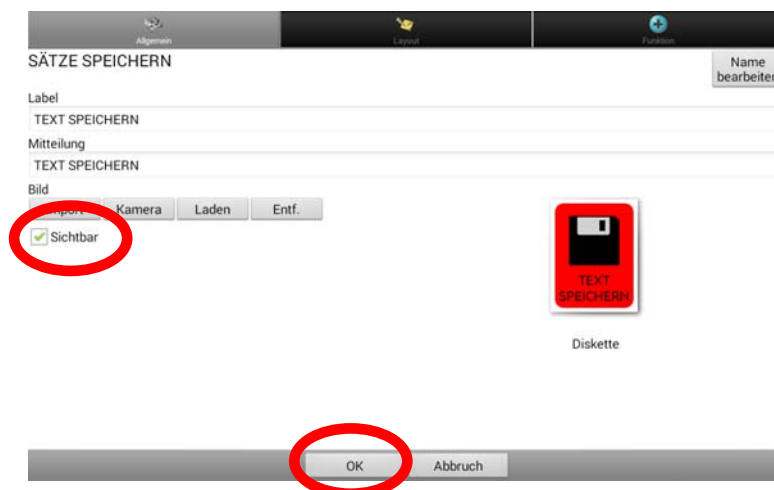 Allgemein
Layout
Funktion
SÄTZE SPEICHERN
Name
bearbeiten
Label
TEXT SPEICHERN
Mitteilung
TEXT SPEICHERN
Bild
Import Kamera Laden Entf.
Sichtbar
TEXT
SPEICHERN
Diskette
OK Abbruch